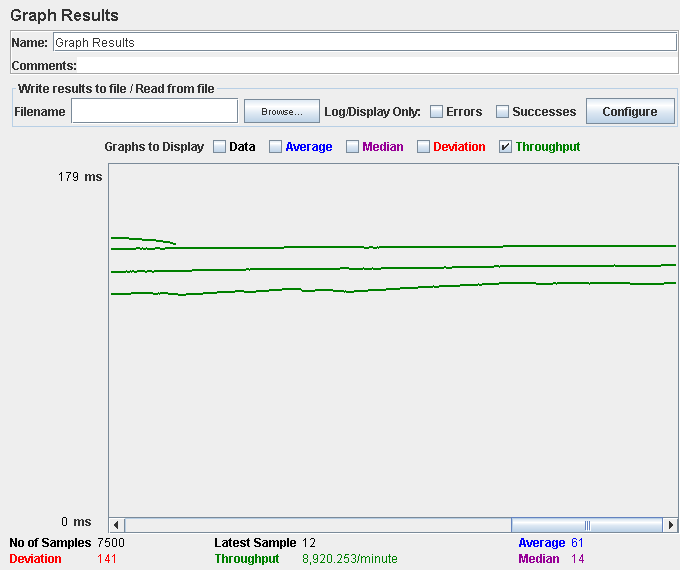 Graph Results
Name: Graph Results
Comments:
Write results to file / Read from file
Filename Browse... Log/Display Only: Errors Successes Configure
Graphs to Display Data Average Median Deviation Throughput
179 ms
0 ms
No of Samples 7500 Latest Sample 12 Average 61
Deviation 141 Throughput 8,920.253/minute Median 14